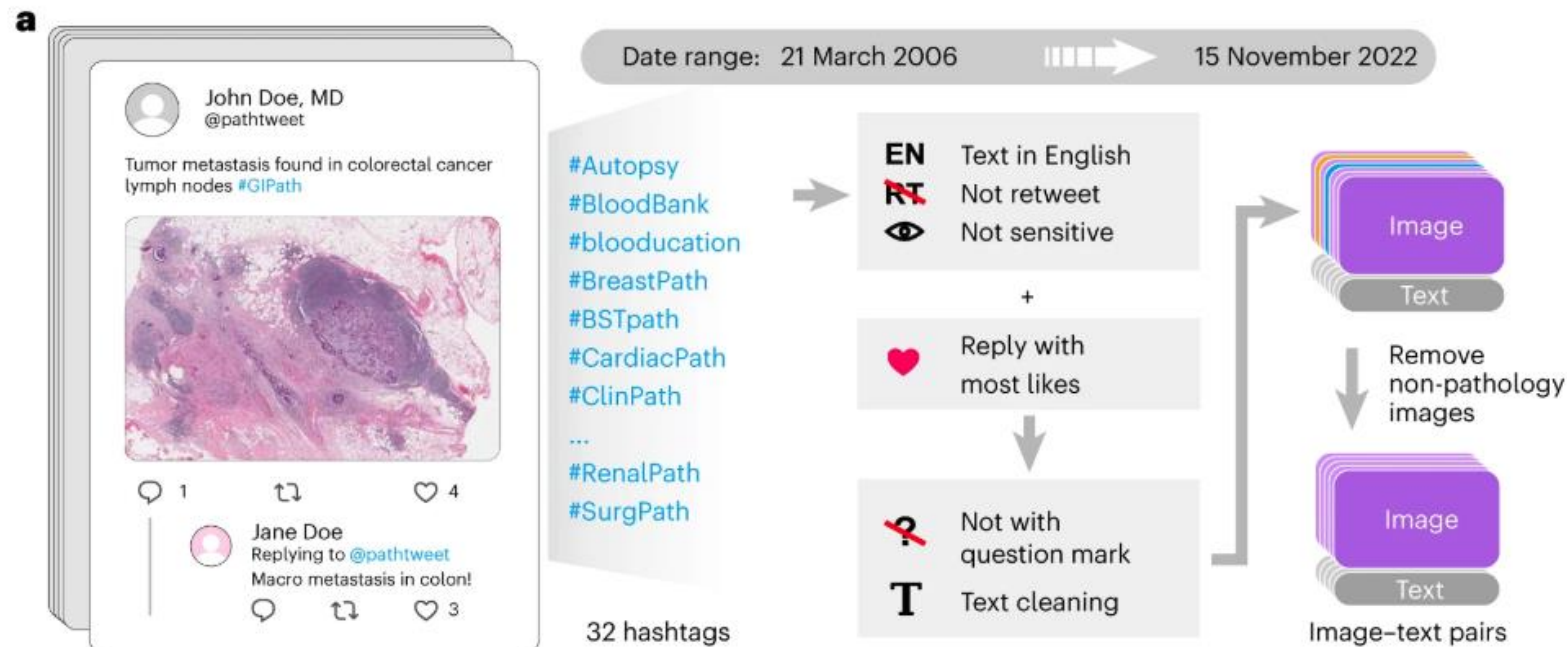 a
John Doe, MD
@pathtweet
Tumor metastasis found in colorectal cancer
lymph nodes #GIPath
1
4
Jane Doe
Replying to @pathtweet
Macro metastasis in colon!
3
Date range: 21 March 2006
15 November 2022
#Autopsy
#BloodBank
#blooducation
#BreastPath
#BSTpath
#CardiacPath
#ClinPath
...
#RenalPath
#SurgPath
32 hashtags
EN Text in English
RT Not retweet
Not sensitive
+
Reply with
most likes
? Not with
question mark
T Text cleaning
Image
Text
Remove
non-pathology
images
Image
Text
Image–text pairs